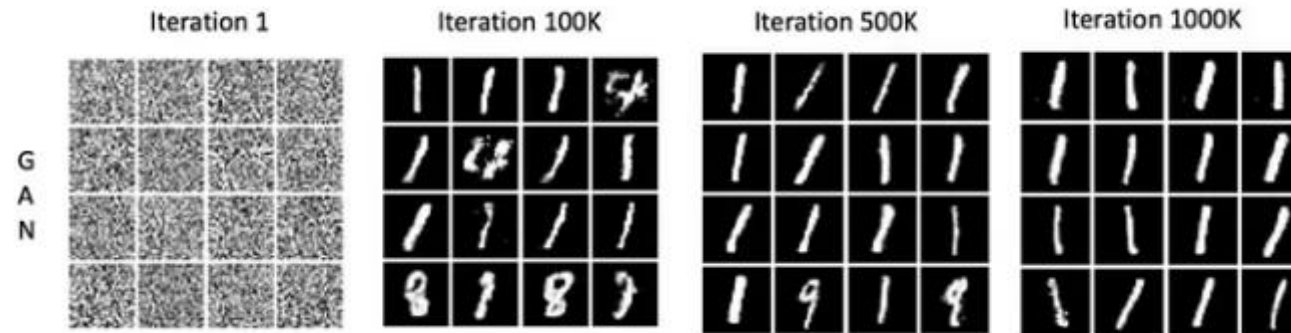 Iteration 1
Iteration 100K
Iteration 500K
Iteration 1000K
G
A
N